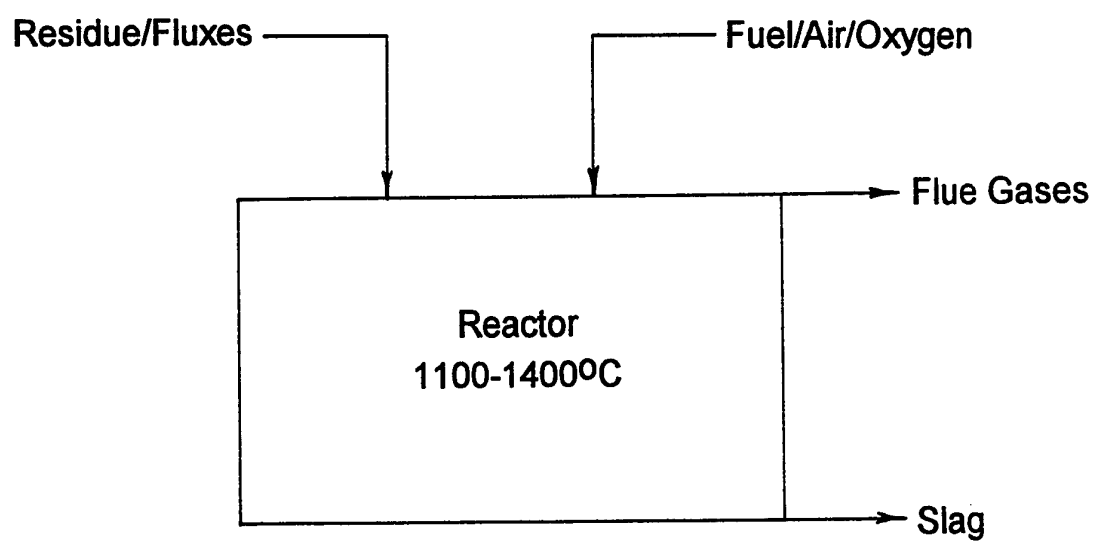 Residue/Fluxes
Fuel/Air/Oxygen
Flue Gases
Reactor
1100-1400ºC
Slag